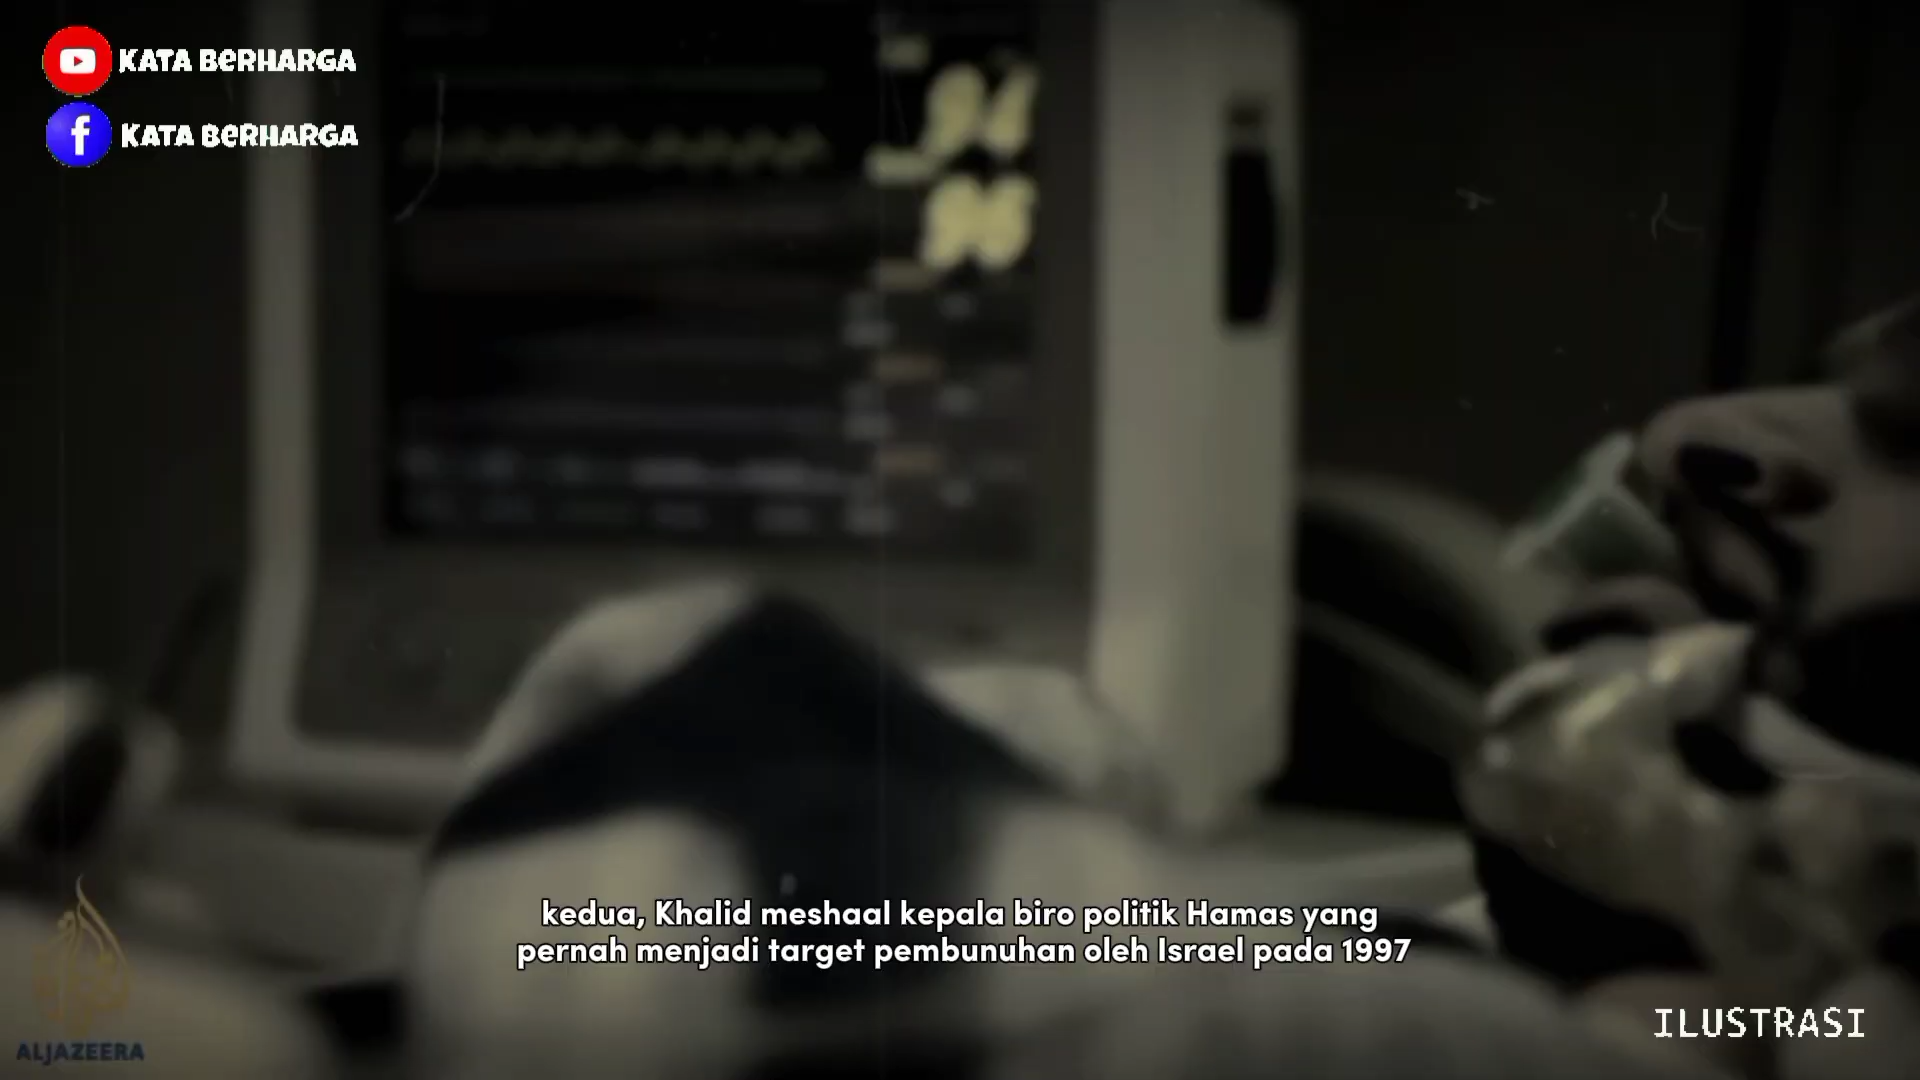 KATA BERHARGA
KATA BERHARGA
kedua, Khalid meshaal kepala biro politik Hamas yang
pernah menjadi target pembunuhan oleh Israel pada 1997
ILUSTRASI
ALJAZEERA